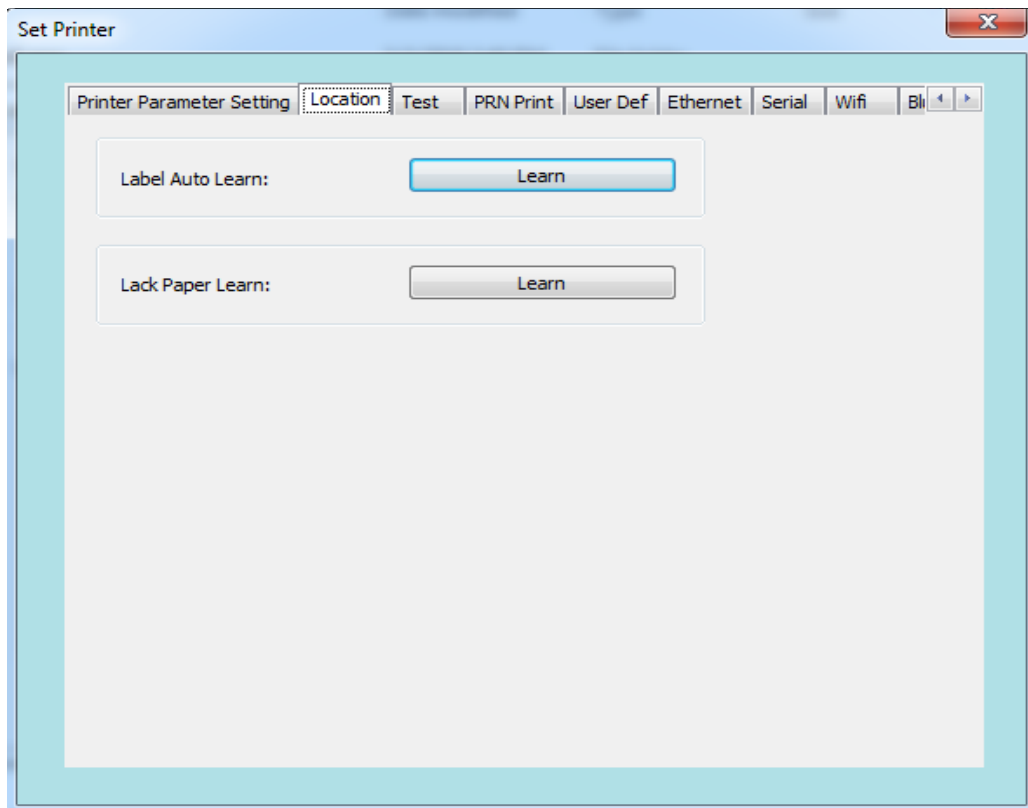 Set Printer
Printer Parameter Setting Location Test PRN Print User Def Ethernet Serial Wifi
Label Auto Learn: Learn
Lack Paper Learn: Learn